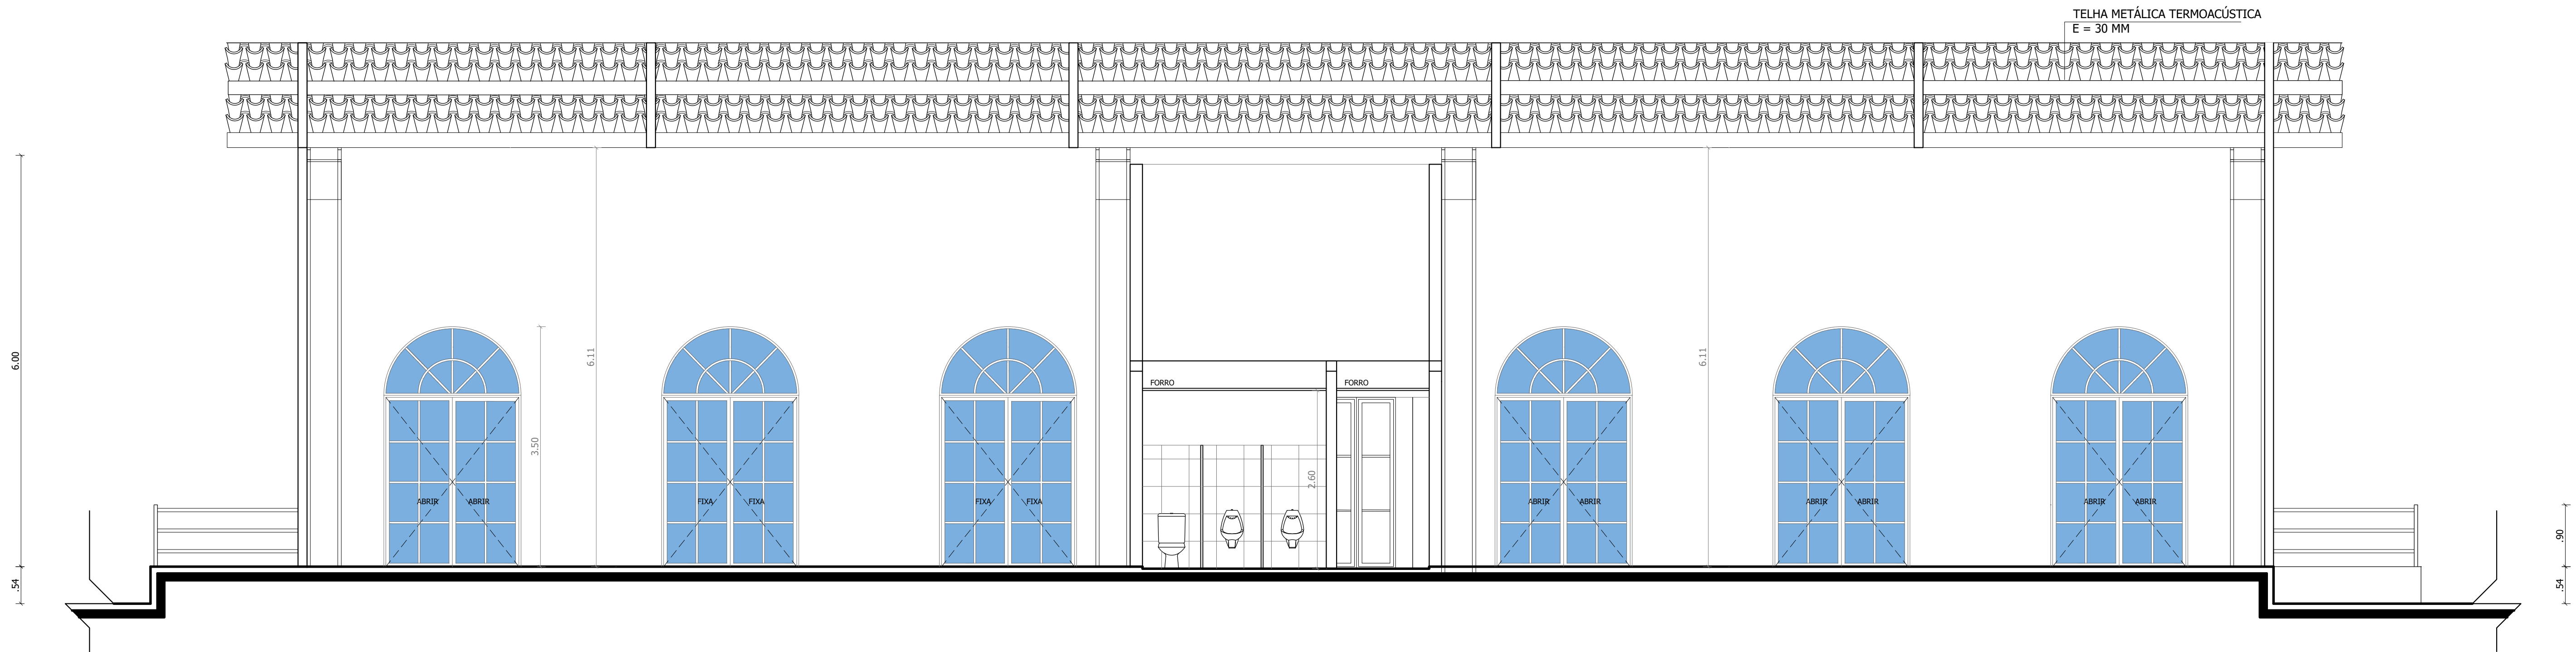 TELHA METÁLICA TERMOACÚSTICA
E = 30 MM
6.00
6.11
6.11
3.50
FORRO
FORRO
2.60
ABRIR
ABRIR
FIXA
FIXA
FIXA
FIXA
ABRIR
ABRIR
ABRIR
ABRIR
ABRIR
ABRIR
.90
.54
.54